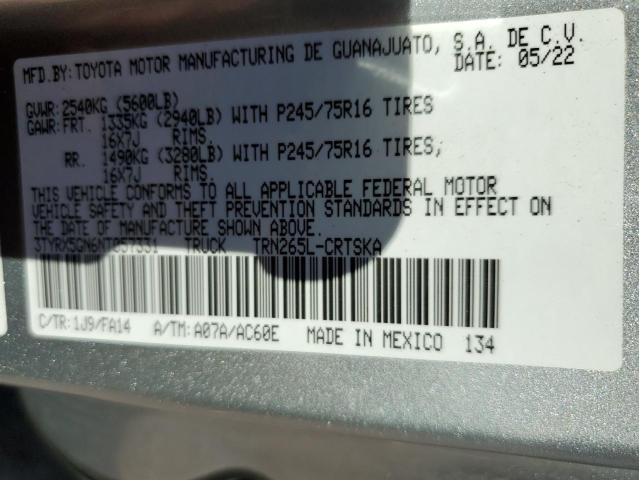 MFD.BY:TOYOTA MOTOR MANUFACTURING DE GUANAJUATO, S.A. DE C.V.
DATE: 05/22
GVWR: 2540KG (5600LB)
GAWR: FRT. 1335KG (2940LB) WITH P245/75R16 TIRES
16X7J RIMS.
RR. 1490KG (3280LB) WITH P245/75R16 TIRES,
16X7J RIMS.
THIS VEHICLE CONFORMS TO ALL APPLICABLE FEDERAL MOTOR
VEHICLE SAFETY AND THEFT PREVENTION STANDARDS IN EFFECT ON
THE DATE OF MANUFACTURE SHOWN ABOVE.
3TYRX5GN6NT057331 TRUCK TRN265L-CRTSKA
C/TR: 1J9/FA14 A/TM: A07A/AC60E MADE IN MEXICO 134